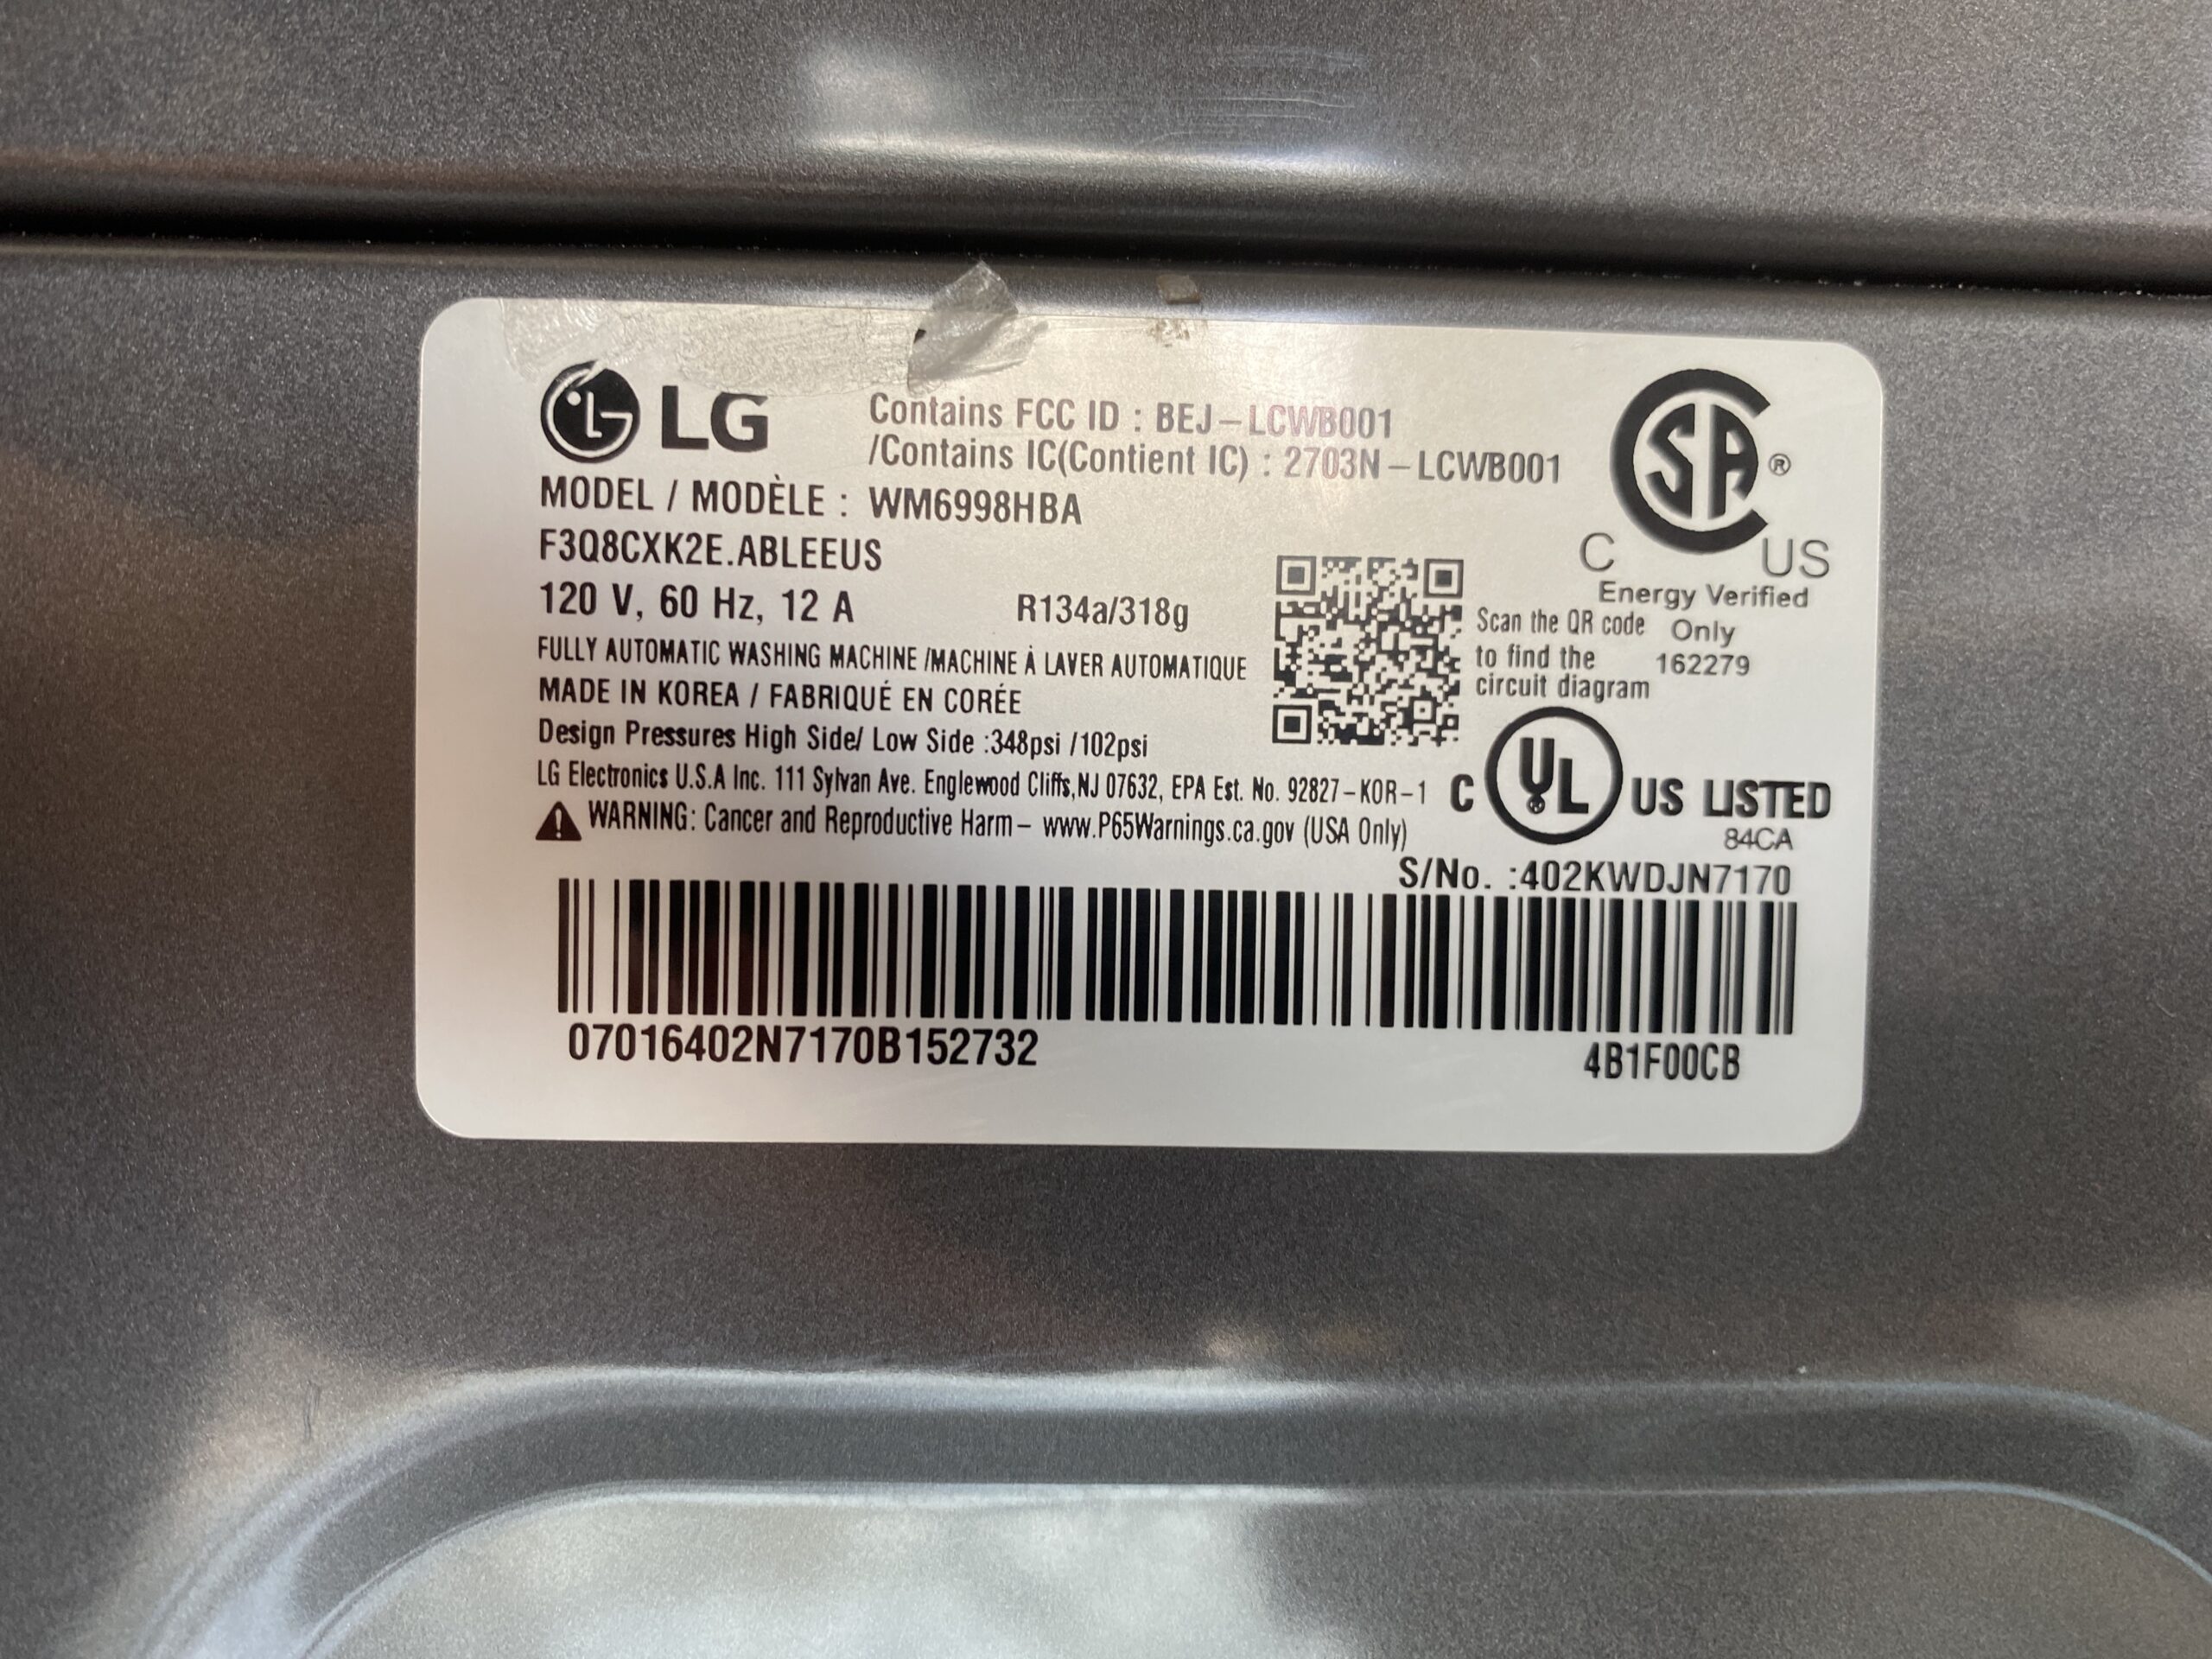 LG
Contains FCC ID : BEJ-LCWB001
/Contains IC(Contient IC) : 2703N-LCWB001
MODEL / MODÈLE : WM6998HBA
F3Q8CXK2E.ABLEEUS
120 V, 60 Hz, 12 A R134a/318g
FULLY AUTOMATIC WASHING MACHINE /MACHINE À LAVER AUTOMATIQUE
MADE IN KOREA / FABRIQUÉ EN CORÉE
Design Pressures High Side/ Low Side :348psi /102psi
LG Electronics U.S.A Inc. 111 Sylvan Ave. Englewood Cliffs,NJ 07632, EPA Est. No. 92827-KOR-1
WARNING: Cancer and Reproductive Harm- www.P65Warnings.ca.gov (USA Only)
Scan the QR code
to find the
circuit diagram
SA ®
C US
Energy Verified
Only
162279
C UL US LISTED
84CA
S/No. :402KWDJN7170
07016402N7170B152732
4B1F00CB